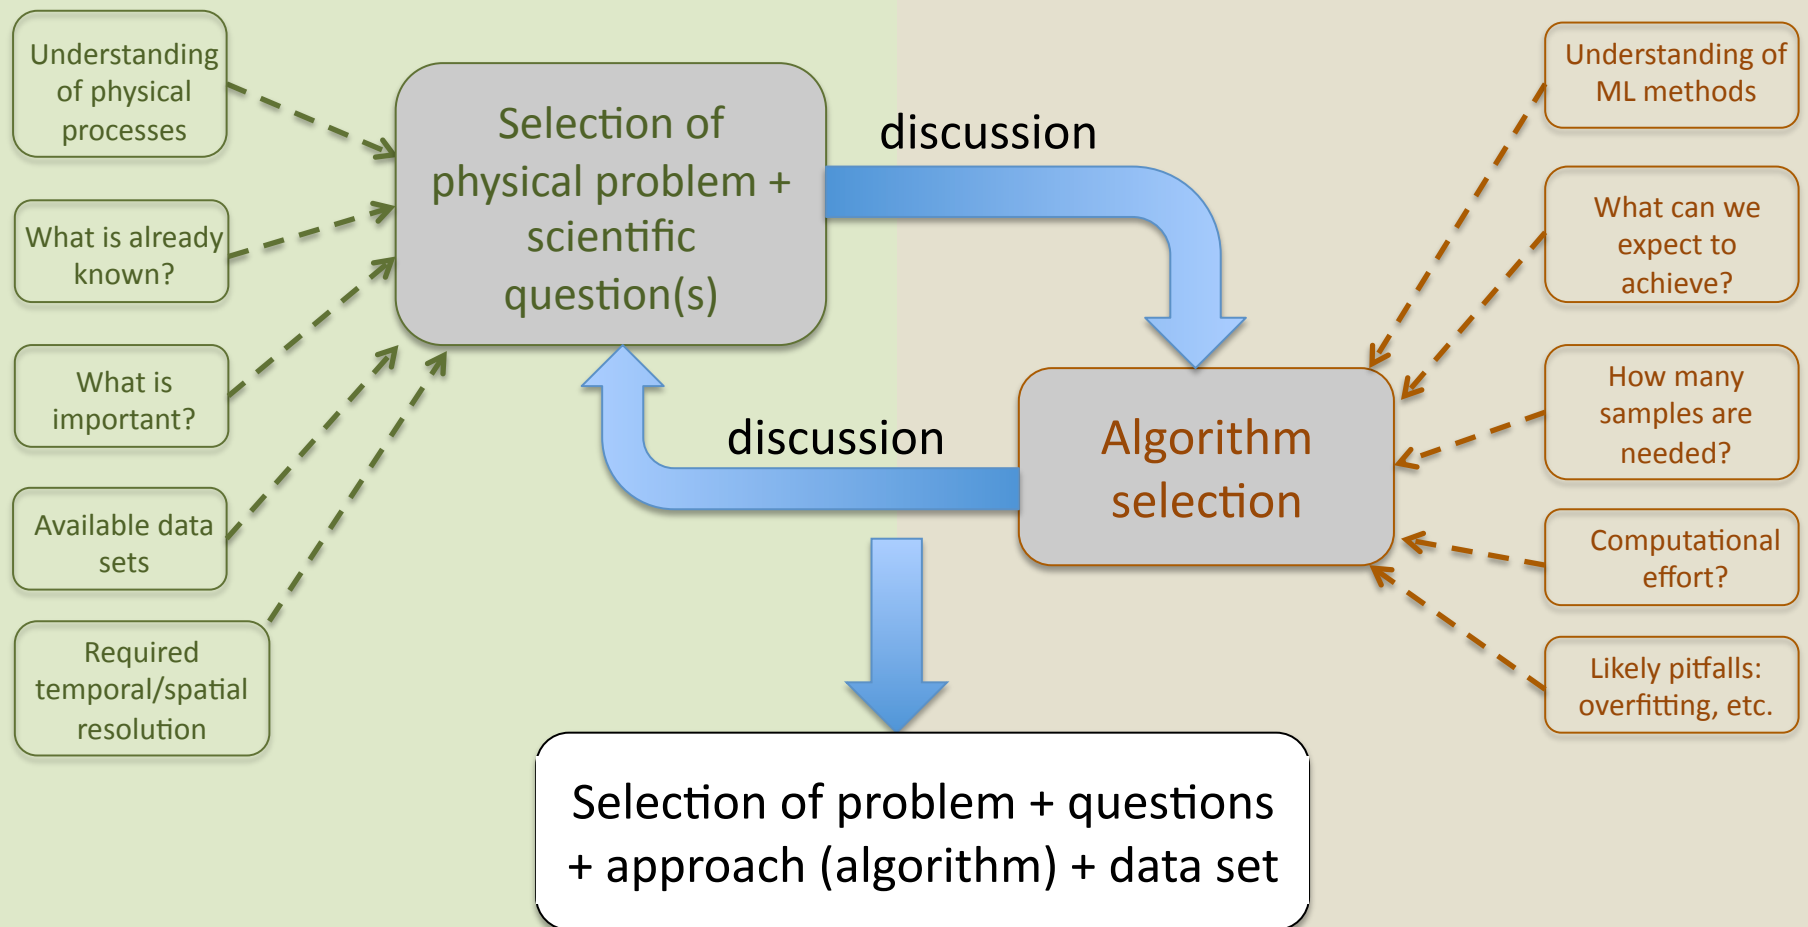 Understanding
of physical
processes
What is already
known?
What is
important?
Available data
sets
Required
temporal/spatial
resolution
Selection of
physical problem +
scientific
question(s)
discussion
discussion
Algorithm
selection
Understanding of
ML methods
What can we
expect to
achieve?
How many
samples are
needed?
Computational
effort?
Likely pitfalls:
overfitting, etc.
Selection of problem + questions
+ approach (algorithm) + data set